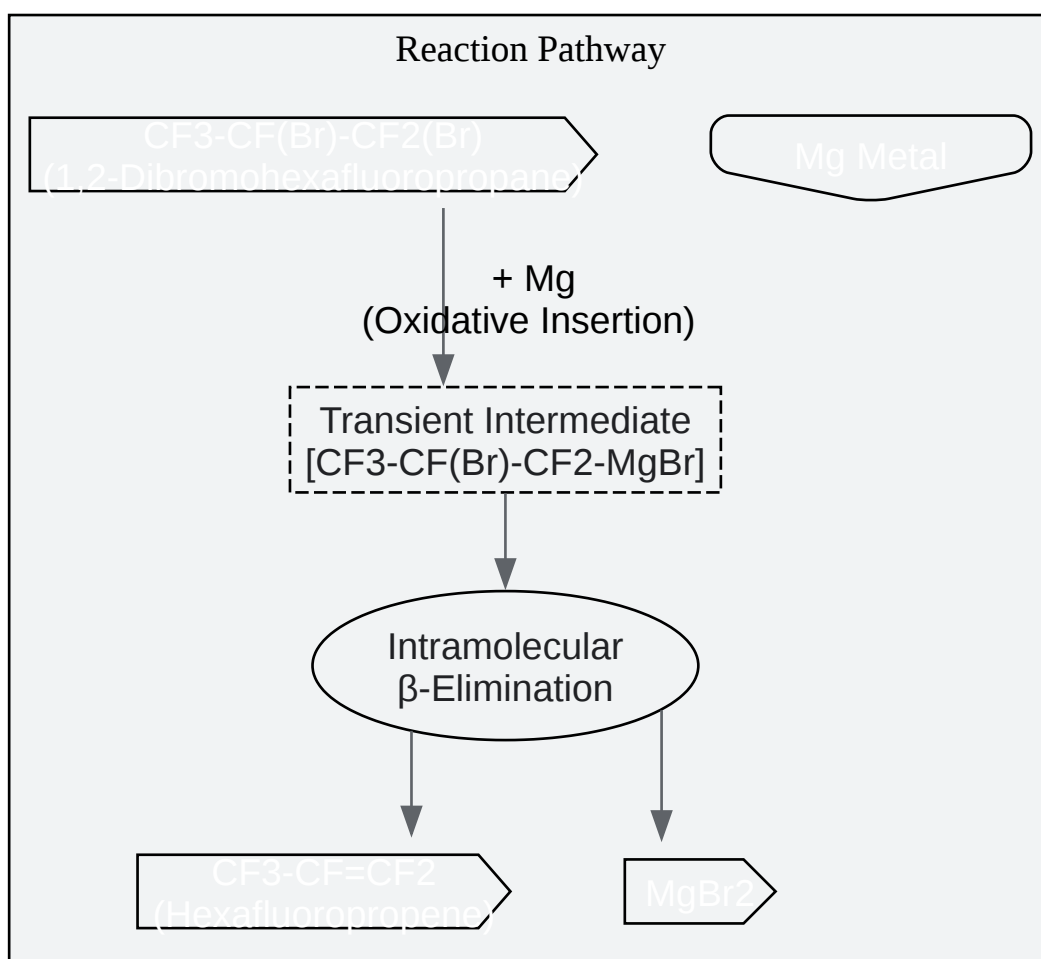 Reaction Pathway
CF3-CF(Br)-CF2(Br)
(1,2-Dibromohexafluoropropane)
Mg Metal
+ Mg
(Oxidative Insertion)
Transient Intermediate
[CF3-CF(Br)-CF2-MgBr]
Intramolecular
β-Elimination
CF3-CF=CF2
(Hexafluoropropene)
MgBr2